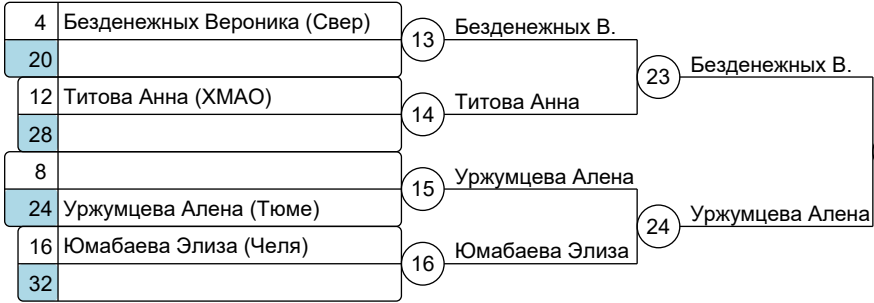 4 Безденежных Вероника (Свер)
20
13 Безденежных В.
12 Титова Анна (ХМАО)
28
14 Титова Анна
23 Безденежных В.
8
24 Уржумцева Алена (Тюме)
15 Уржумцева Алена
16 Юмабаева Элиза (Челя)
32
16 Юмабаева Элиза
24 Уржумцева Алена